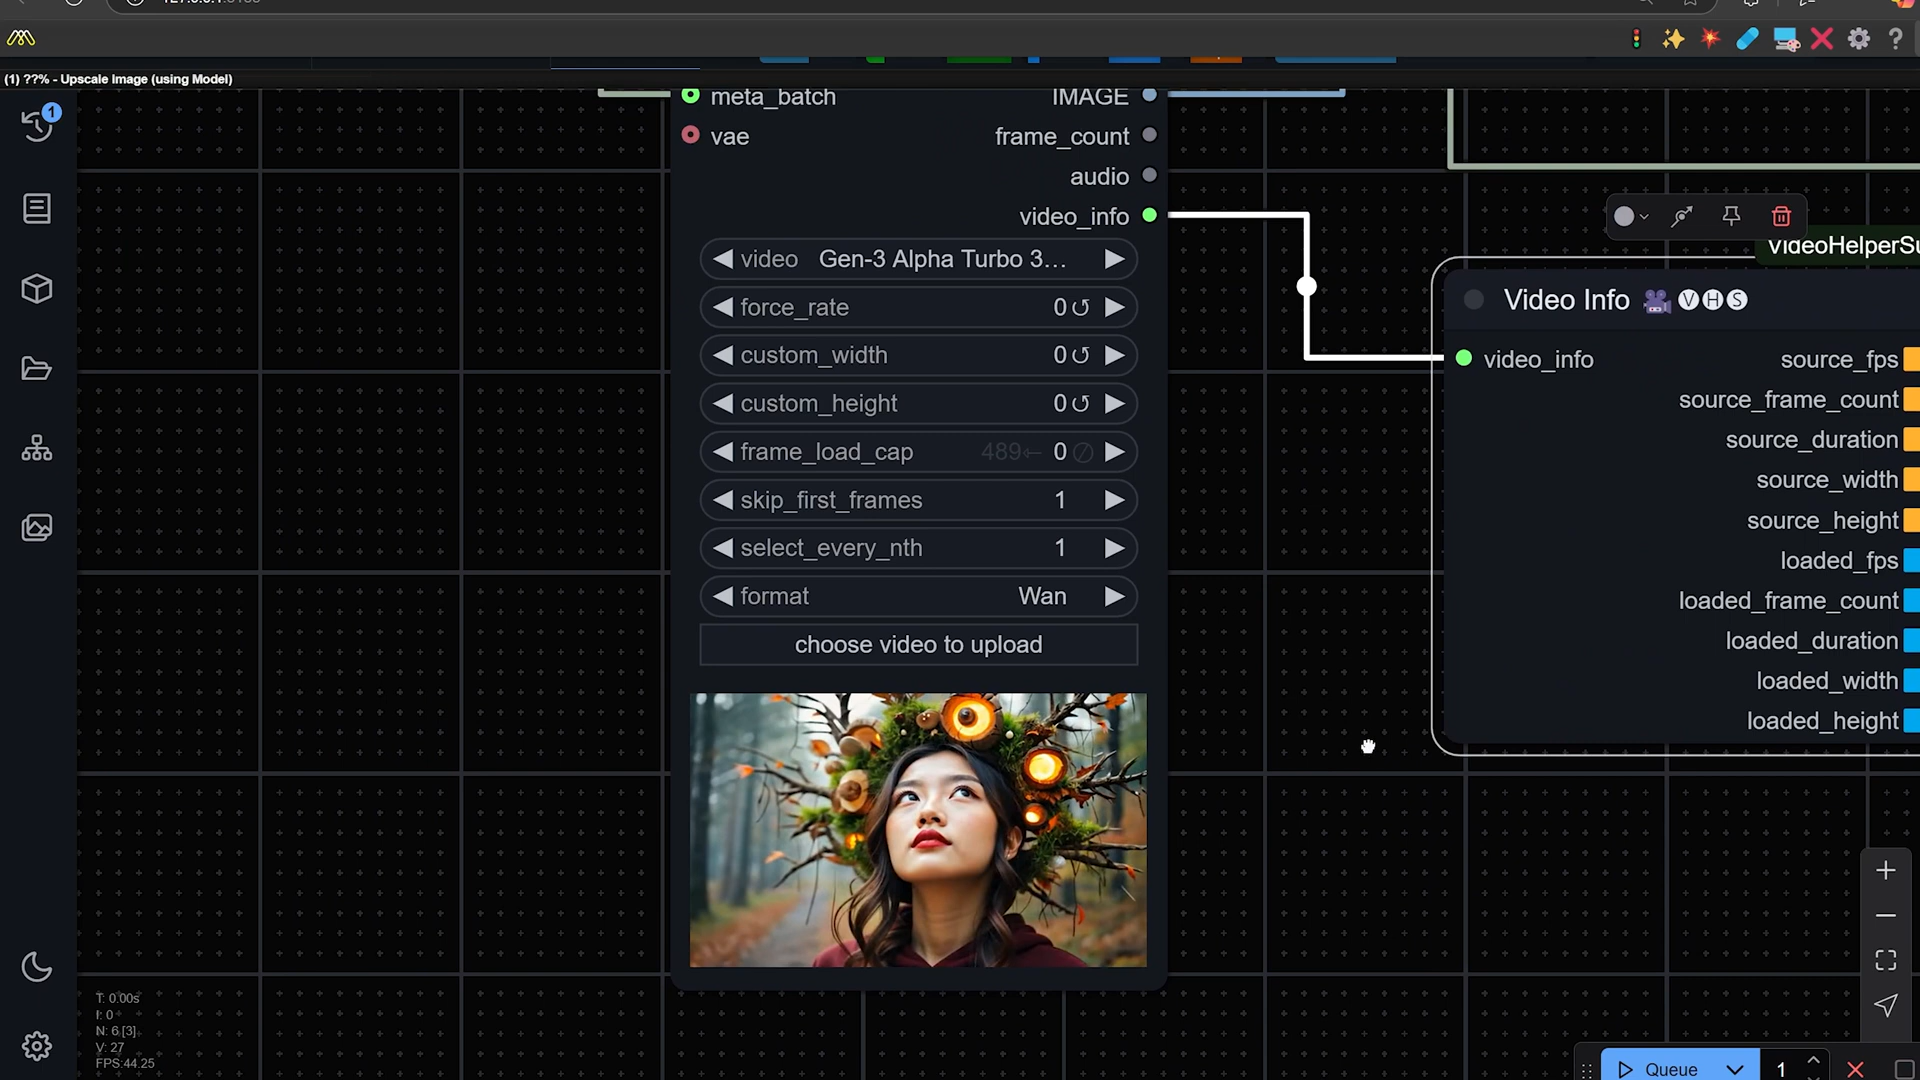 (1) ??% - Upscale Image (using Model)
1
meta_batch
IMAGE
vae
frame_count
audio
video_info
video Gen-3 Alpha Turbo 3...
force_rate 0
custom_width 0
custom_height 0
frame_load_cap 489← 0
skip_first_frames 1
select_every_nth 1
format Wan
choose video to upload
VideoHelperSu
Video Info VHS
video_info
source_fps
source_frame_count
source_duration
source_width
source_height
loaded_fps
loaded_frame_count
loaded_duration
loaded_width
loaded_height
T: 0.00s
I: 0
N: 6 [3]
V: 27
FPS:44.25
Queue 1